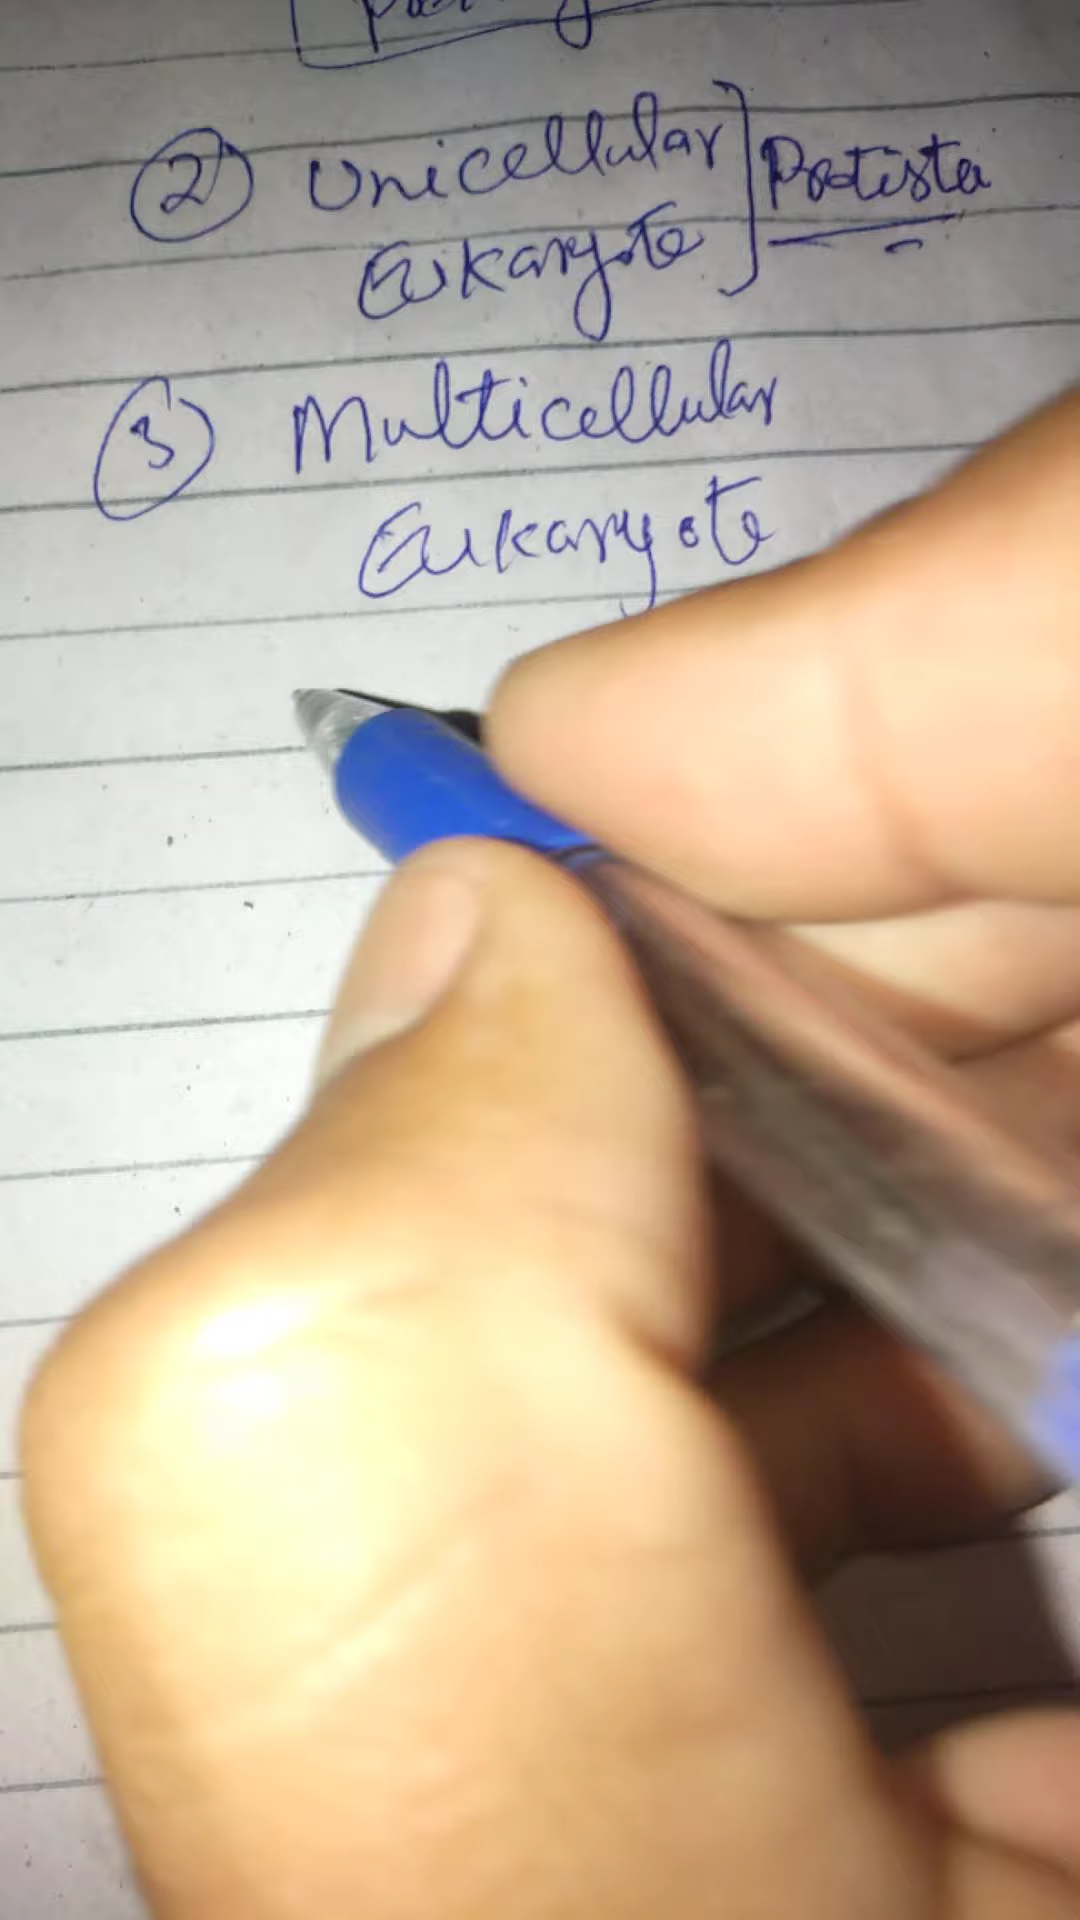 ② Unicellular
Eukaryote
Protista
③ Multicellular
Eukaryote